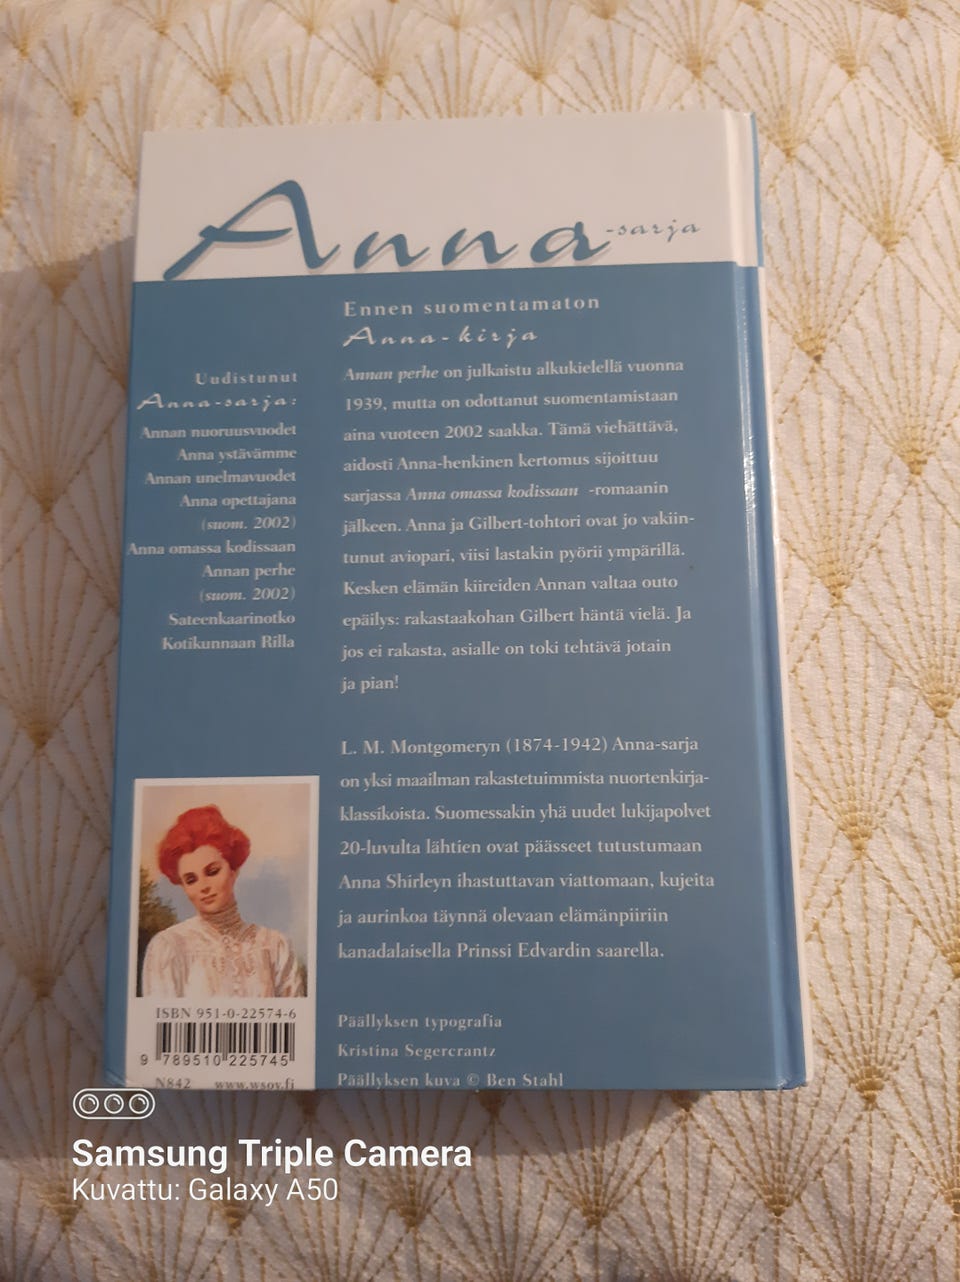 Anna-sarja
Ennen suomentamaton
Anna-kirja
Annan perhe on julkaistu alkukielellä vuonna
1939, mutta on odottanut suomentamistaan
aina vuoteen 2002 saakka. Tämä viehättävä,
aidosti Anna-henkinen kertomus sijoittuu
sarjassa Anna omassa kodissaan -romaanin
jälkeen. Anna ja Gilbert-tohtori ovat jo vakiin-
tunut aviopari, viisi lastakin pyörii ympärillä.
Kesken elämän kiireiden Annan valtaa outo
epäilys: rakastaakohan Gilbert häntä vielä. Ja
jos ei rakasta, asialle on toki tehtävä jotain
ja pian!
L. M. Montgomeryn (1874-1942) Anna-sarja
on yksi maailman rakastetuimmista nuortenkirja-
klassikoista. Suomessakin yhä uudet lukijapolvet
20-luvulta lähtien ovat päässeet tutustumaan
Anna Shirleyn ihastuttavan viattomaan, kujeita
ja aurinkoa täynnä olevaan elämänpiiriin
kanadalaisella Prinssi Edvardin saarella.
Päällyksen typografia
Kristina Segercrantz
Päällyksen kuva © Ben Stahl
Uudistunut
Anna-sarja:
Annan nuoruusvuodet
Anna ystävämme
Annan unelmavuodet
Anna opettajana
(suom. 2002)
Anna omassa kodissaan
Annan perhe
(suom. 2002)
Sateenkaarinotko
Kotikunnaan Rilla
ISBN 951-0-22574-6
9 789510 225745
N842 www.wsoy.fi
Samsung Triple Camera
Kuvattu: Galaxy A50